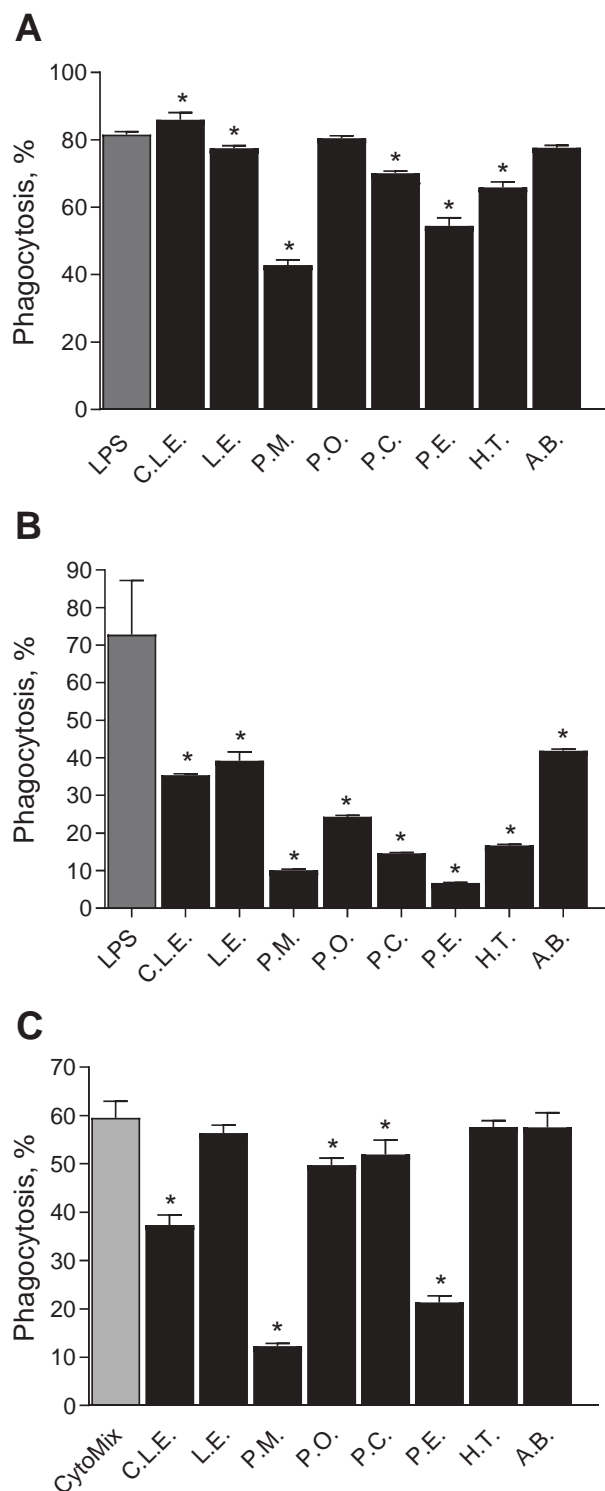 A
Phagocytosis, %
100
80
60
40
20
0
* * * * * *
LPS C.L.E. L.E. P.M. P.O. P.C. P.E. H.T. A.B.
B
Phagocytosis, %
90
80
70
60
50
40
30
20
10
0
* * * * * * * *
LPS C.L.E. L.E. P.M. P.O. P.C. P.E. H.T. A.B.
C
Phagocytosis, %
70
60
50
40
30
20
10
0
* * * * *
CytoMix C.L.E. L.E. P.M. P.O. P.C. P.E. H.T. A.B.